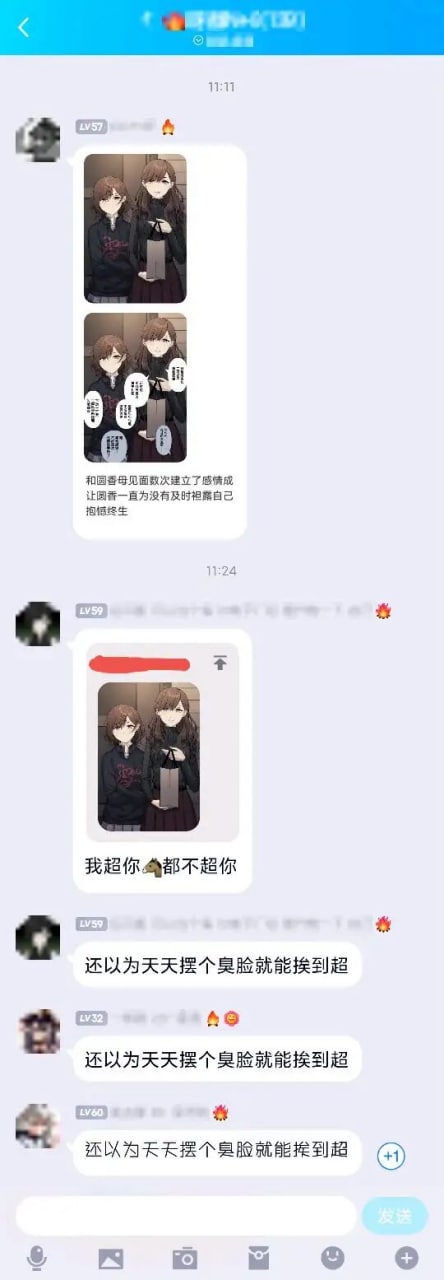 11:11
LV57
和圆香母见面数次建立了感情成
让圆香一直为没有及时袒露自己
抱憾终生
11:24
LV59
我超你🐴都不超你
LV59
还以为天天摆个臭脸就能挨到超
LV32
还以为天天摆个臭脸就能挨到超
LV60
还以为天天摆个臭脸就能挨到超
+1
发送